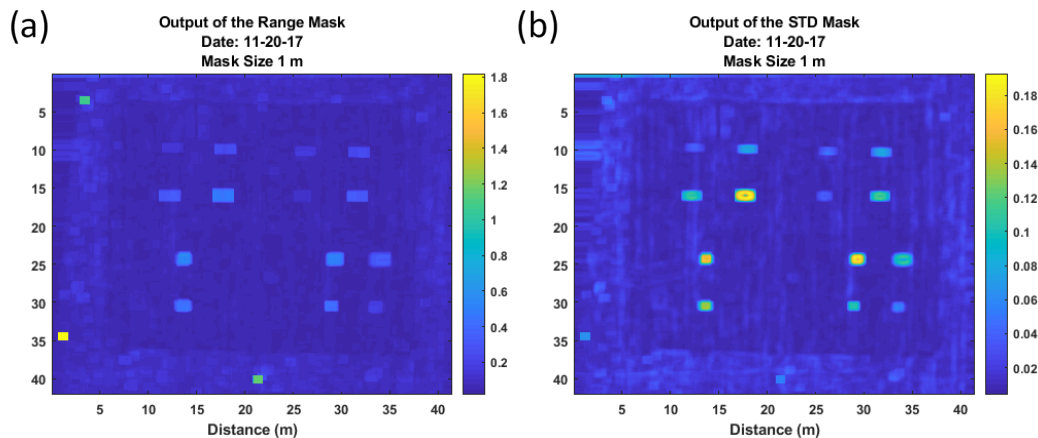 (a)
Output of the Range Mask
Date: 11-20-17
Mask Size 1 m
5
10
15
20
25
30
35
40
5 10 15 20 25 30 35 40
Distance (m)
1.8
1.6
1.4
1.2
1
0.8
0.6
0.4
0.2
(b)
Output of the STD Mask
Date: 11-20-17
Mask Size 1 m
5
10
15
20
25
30
35
40
5 10 15 20 25 30 35 40
Distance (m)
0.18
0.16
0.14
0.12
0.1
0.08
0.06
0.04
0.02